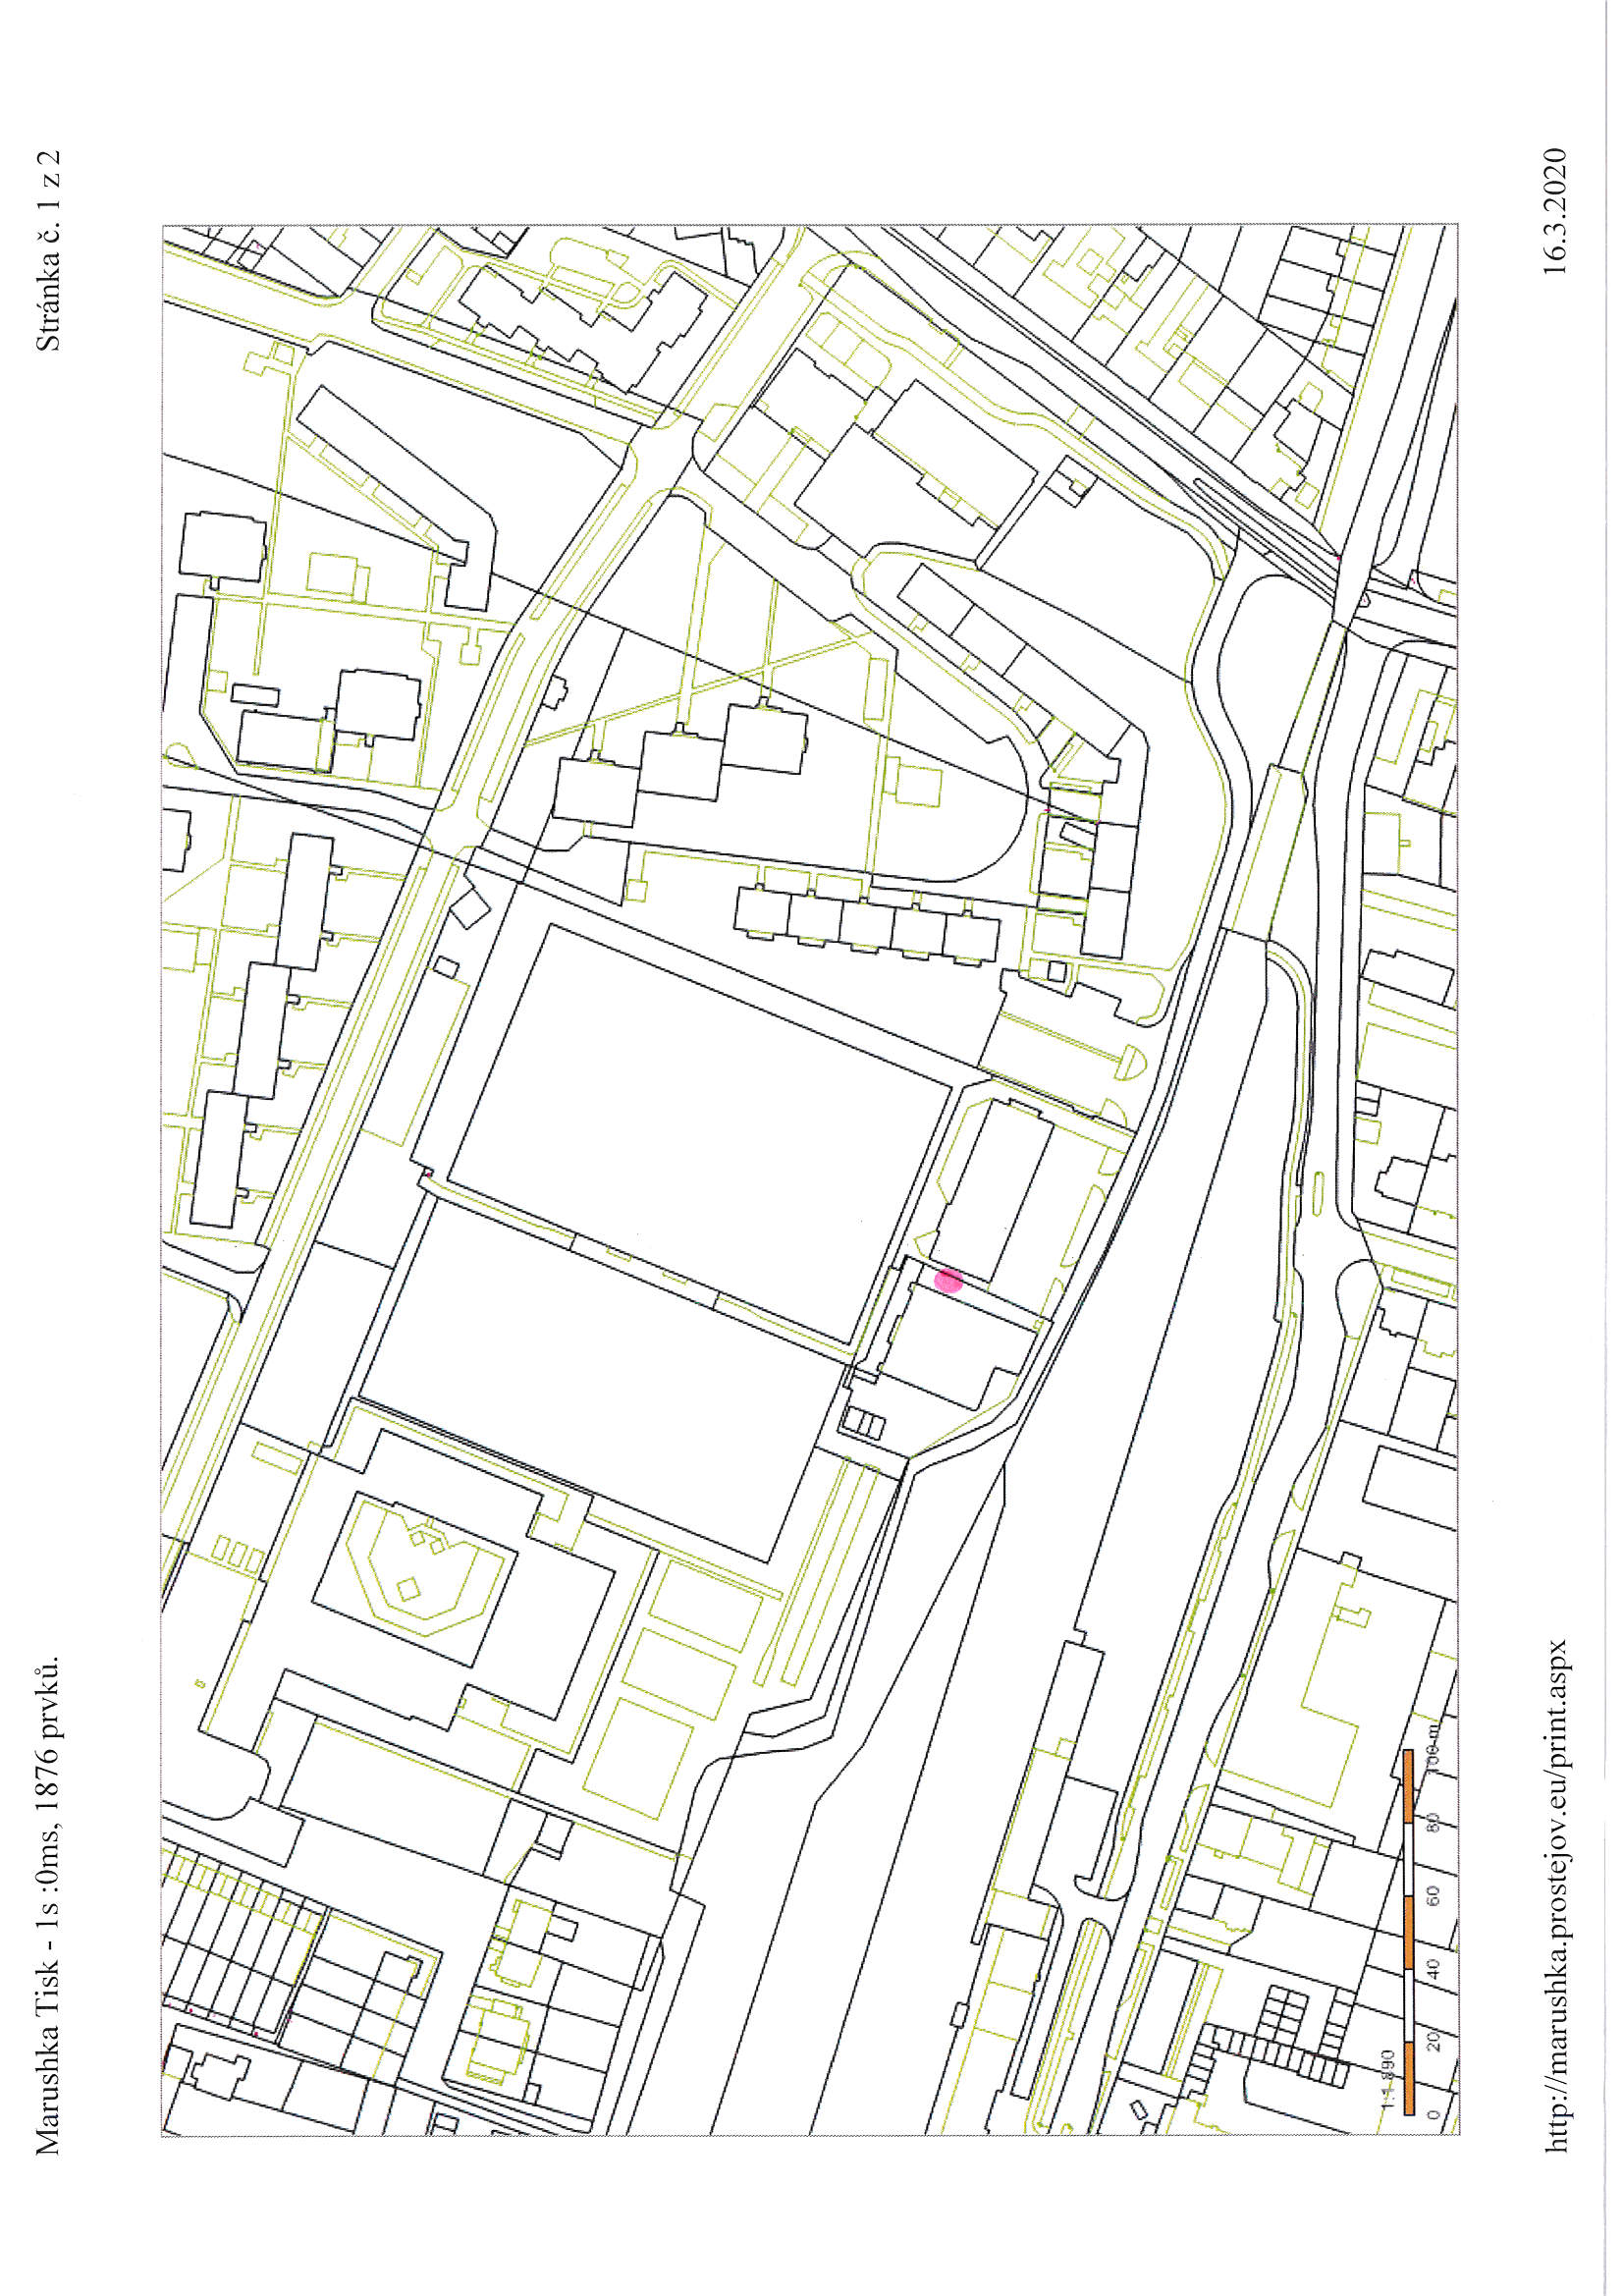 Marushka Tisk - 1s :0ms, 1876 prvků.
Stránka č. 1 z 2
1:1 890
0 20 40 60 80 100 m
http://marushka.prostejov.eu/print.aspx
16.3.2020